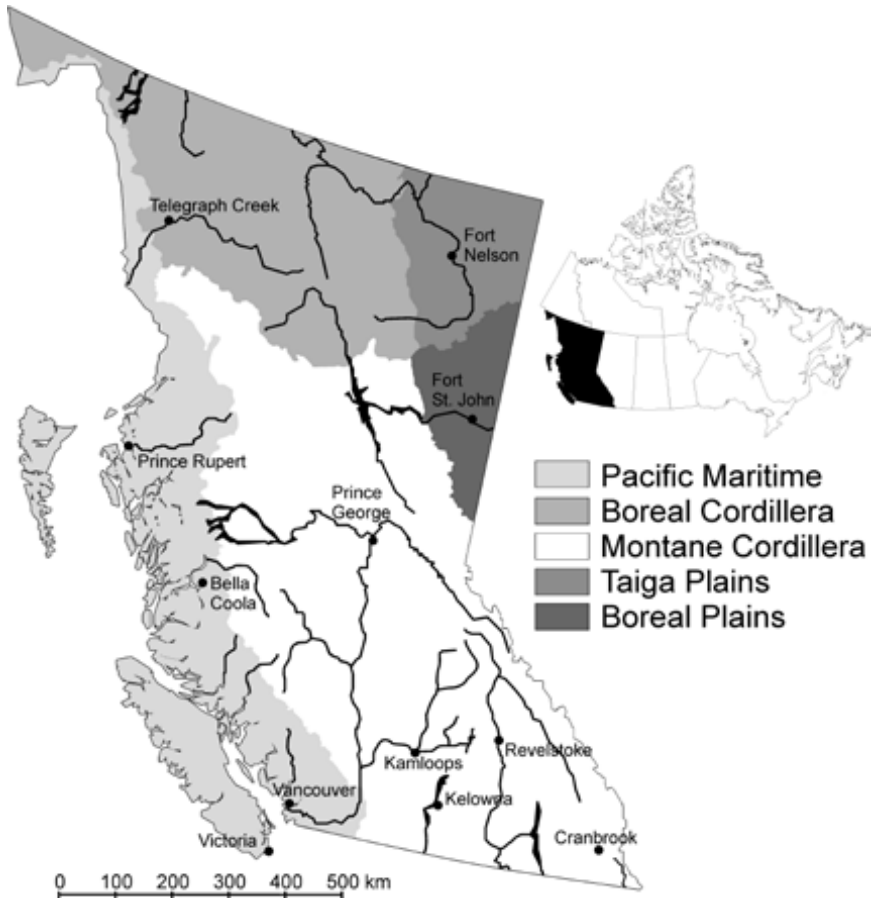 Telegraph Creek
Fort
Nelson
Fort
St. John
Prince Rupert
Prince
George
Bella
Coola
Pacific Maritime
Boreal Cordillera
Montane Cordillera
Taiga Plains
Boreal Plains
Revelstoke
Kamloops
Vancouver
Kelowna
Victoria
Cranbrook
0 100 200 300 400 500 km